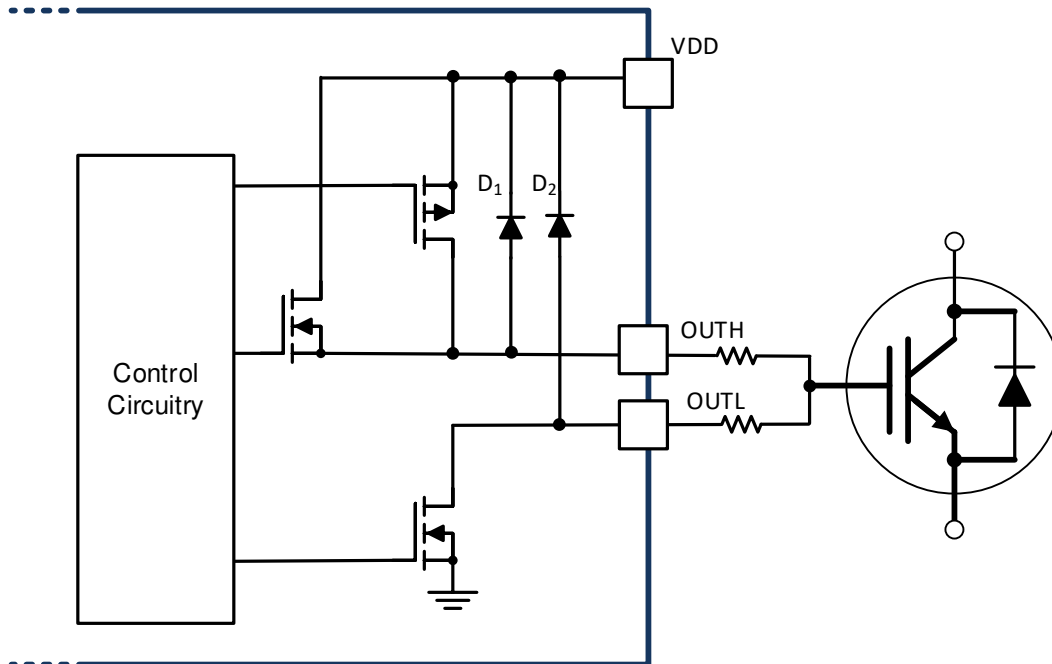 VDD
D₁ D₂
OUTH
OUTL
Control
Circuitry